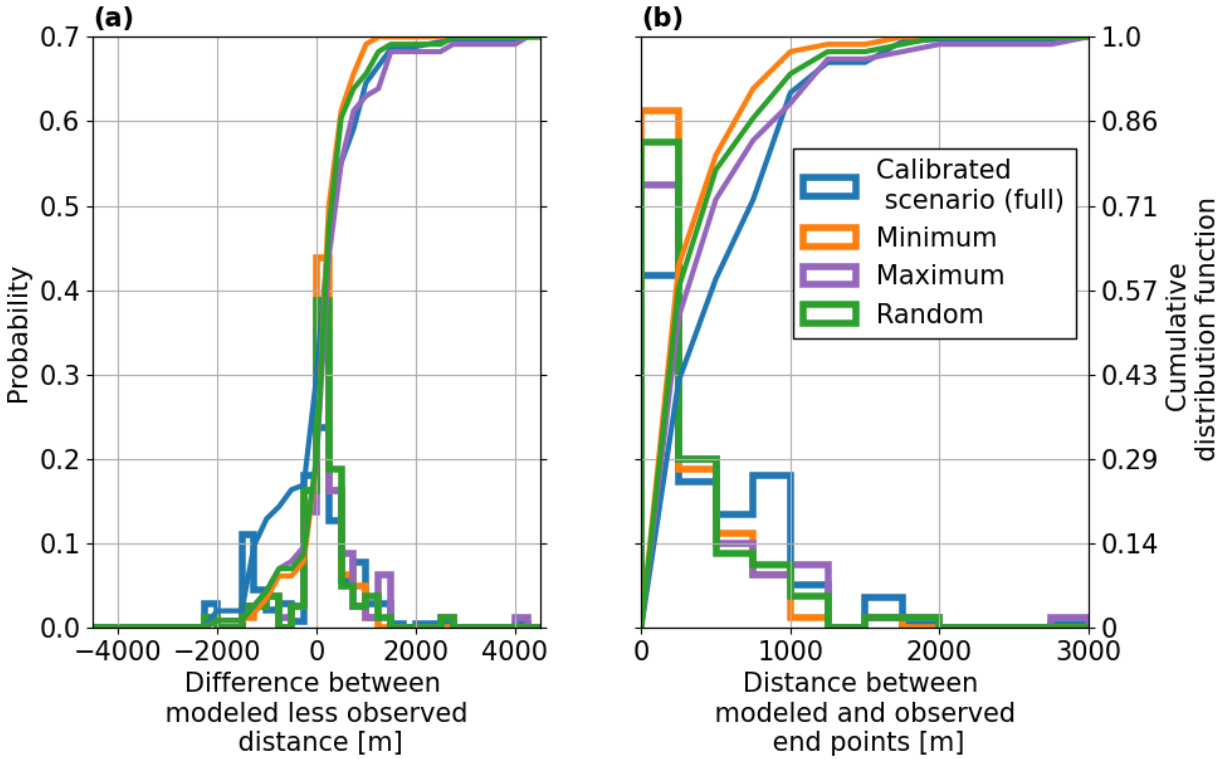 (a)
(b)
0.7
0.6
0.5
0.4
0.3
0.2
0.1
0.0
Probability
−4000
−2000
0
2000
4000
Difference between
modeled less observed
distance [m]
Calibrated
scenario (full)
Minimum
Maximum
Random
1.0
0.86
0.71
0.57
0.43
0.29
0.14
0
Cumulative
distribution function
0
1000
2000
3000
Distance between
modeled and observed
end points [m]